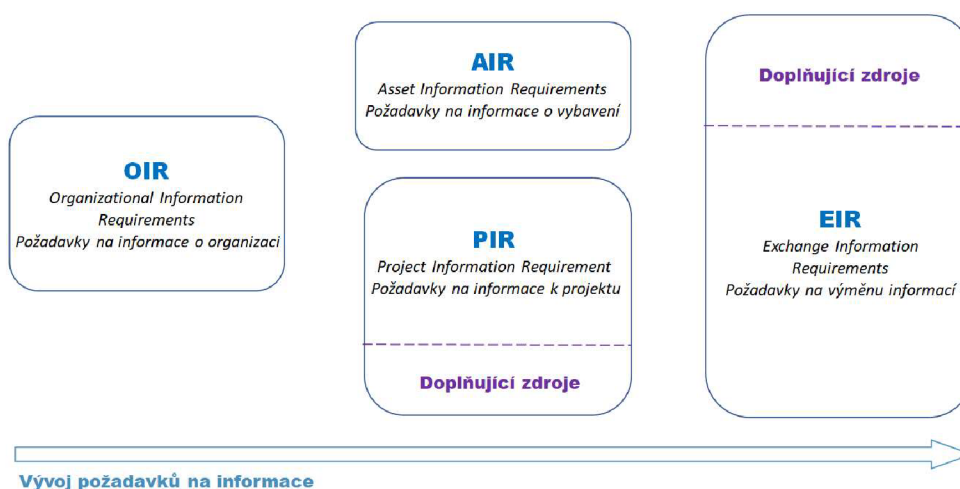 OIR
Organizational Information
Requirements
Požadavky na informace o organizaci
AIR
Asset Information Requirements
Požadavky na informace o vybavení
PIR
Project Information Requirement
Požadavky na informace k projektu
Doplňující zdroje
Doplňující zdroje
EIR
Exchange Information
Requirements
Požadavky na výměnu informací
Vývoj požadavků na informace